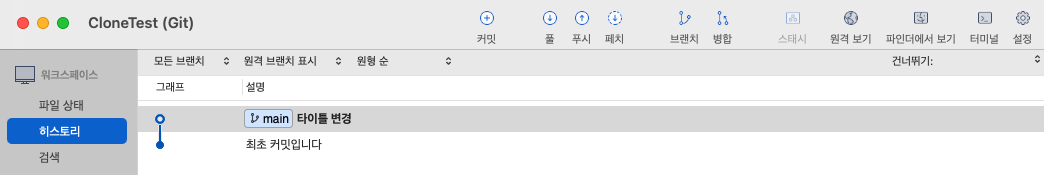 CloneTest (Git)
커밋 풀 푸시 페치 브랜치 병합 스태시 원격 보기 파인더에서 보기 터미널 설정
워크스페이스
파일 상태
히스토리
검색
모든 브랜치 원격 브랜치 표시 원형 순 건너뛰기:
그래프 설명
main 타이틀 변경
최초 커밋입니다